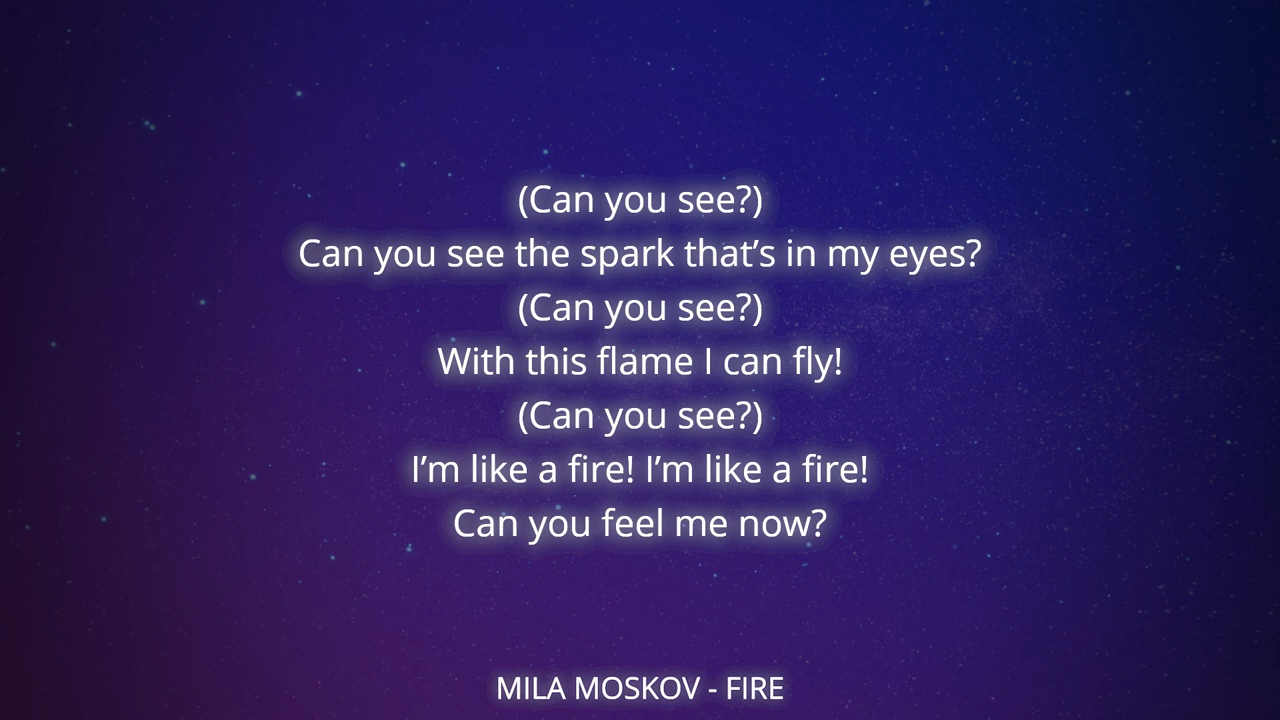 (Can you see?)
Can you see the spark that’s in my eyes?
(Can you see?)
With this flame I can fly!
(Can you see?)
I’m like a fire! I’m like a fire!
Can you feel me now?
MILA MOSKOV - FIRE